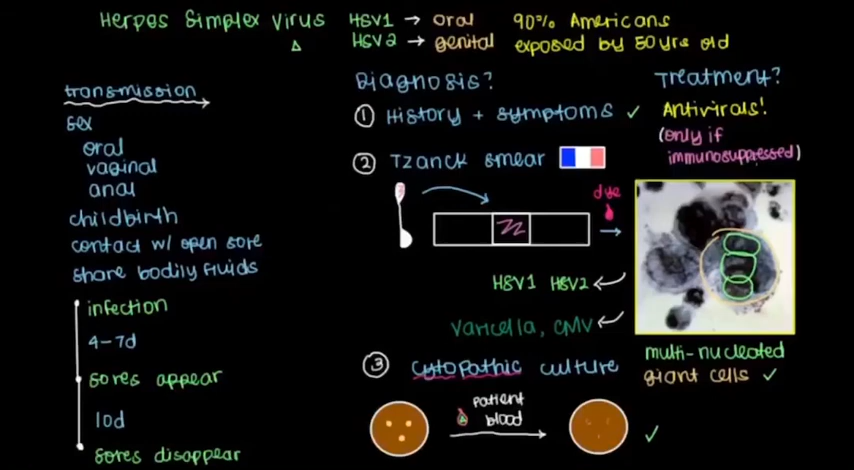 Herpes Simplex Virus
HSV1 → oral
HSV2 → genital
90% Americans
exposed by 50yrs old
transmission
sex
oral
vaginal
anal
childbirth
contact w/ open sore
share bodily fluids
infection
4-7d
sores appear
10d
sores disappear
Diagnosis?
① History + symptoms ✓
② Tzanck smear
dye
HSV1 HSV2
Varicella, CMV
multi-nucleated
giant cells ✓
③ cytopathic culture
patient
blood
Treatment?
Antivirals!
(only if
immunosuppressed)